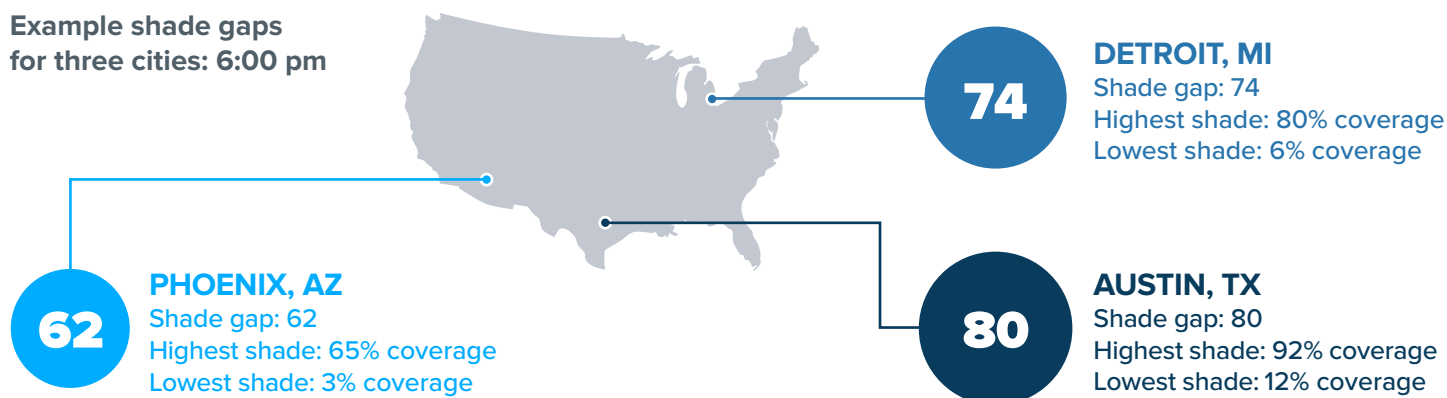 Example shade gaps
for three cities: 6:00 pm
74
DETROIT, MI
Shade gap: 74
Highest shade: 80% coverage
Lowest shade: 6% coverage
62
PHOENIX, AZ
Shade gap: 62
Highest shade: 65% coverage
Lowest shade: 3% coverage
80
AUSTIN, TX
Shade gap: 80
Highest shade: 92% coverage
Lowest shade: 12% coverage